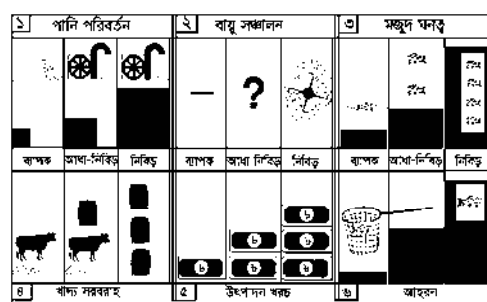 ১ পানি পরিবর্তন
২ বায়ু সঞ্চালন
৩ মজুদ ঘনত্ব
ব্যাপক আধা-নিবিড় নিবিড়
ব্যাপক আধা নিবিড় নিবিড়
ব্যাপক আধা-নিবিড় নিবিড়
?
৳ ৳ ৳ ৳ ৳ ৳
৪ খাদ্য সরবরাহ
৫ উৎপাদন খরচ
৬ আহরন